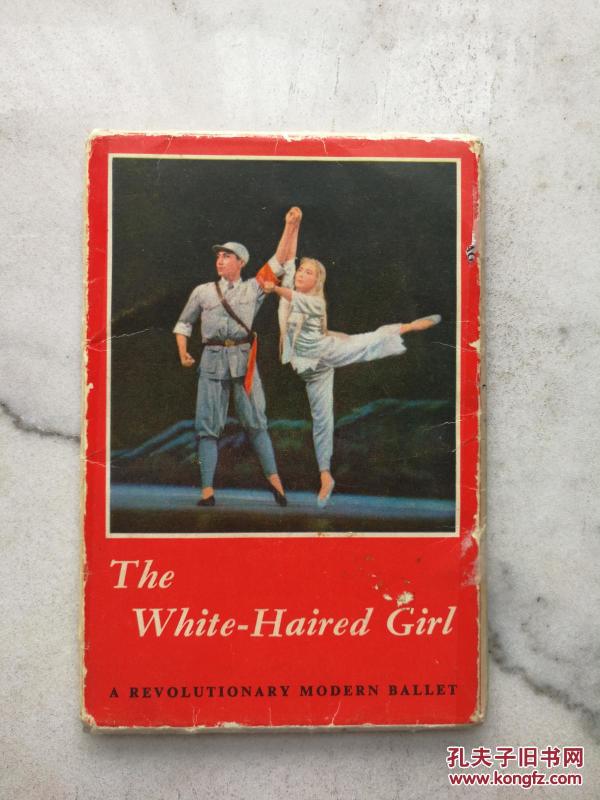 The
White-Haired Girl
A REVOLUTIONARY MODERN BALLET
孔夫子旧书网
www.kongfz.com